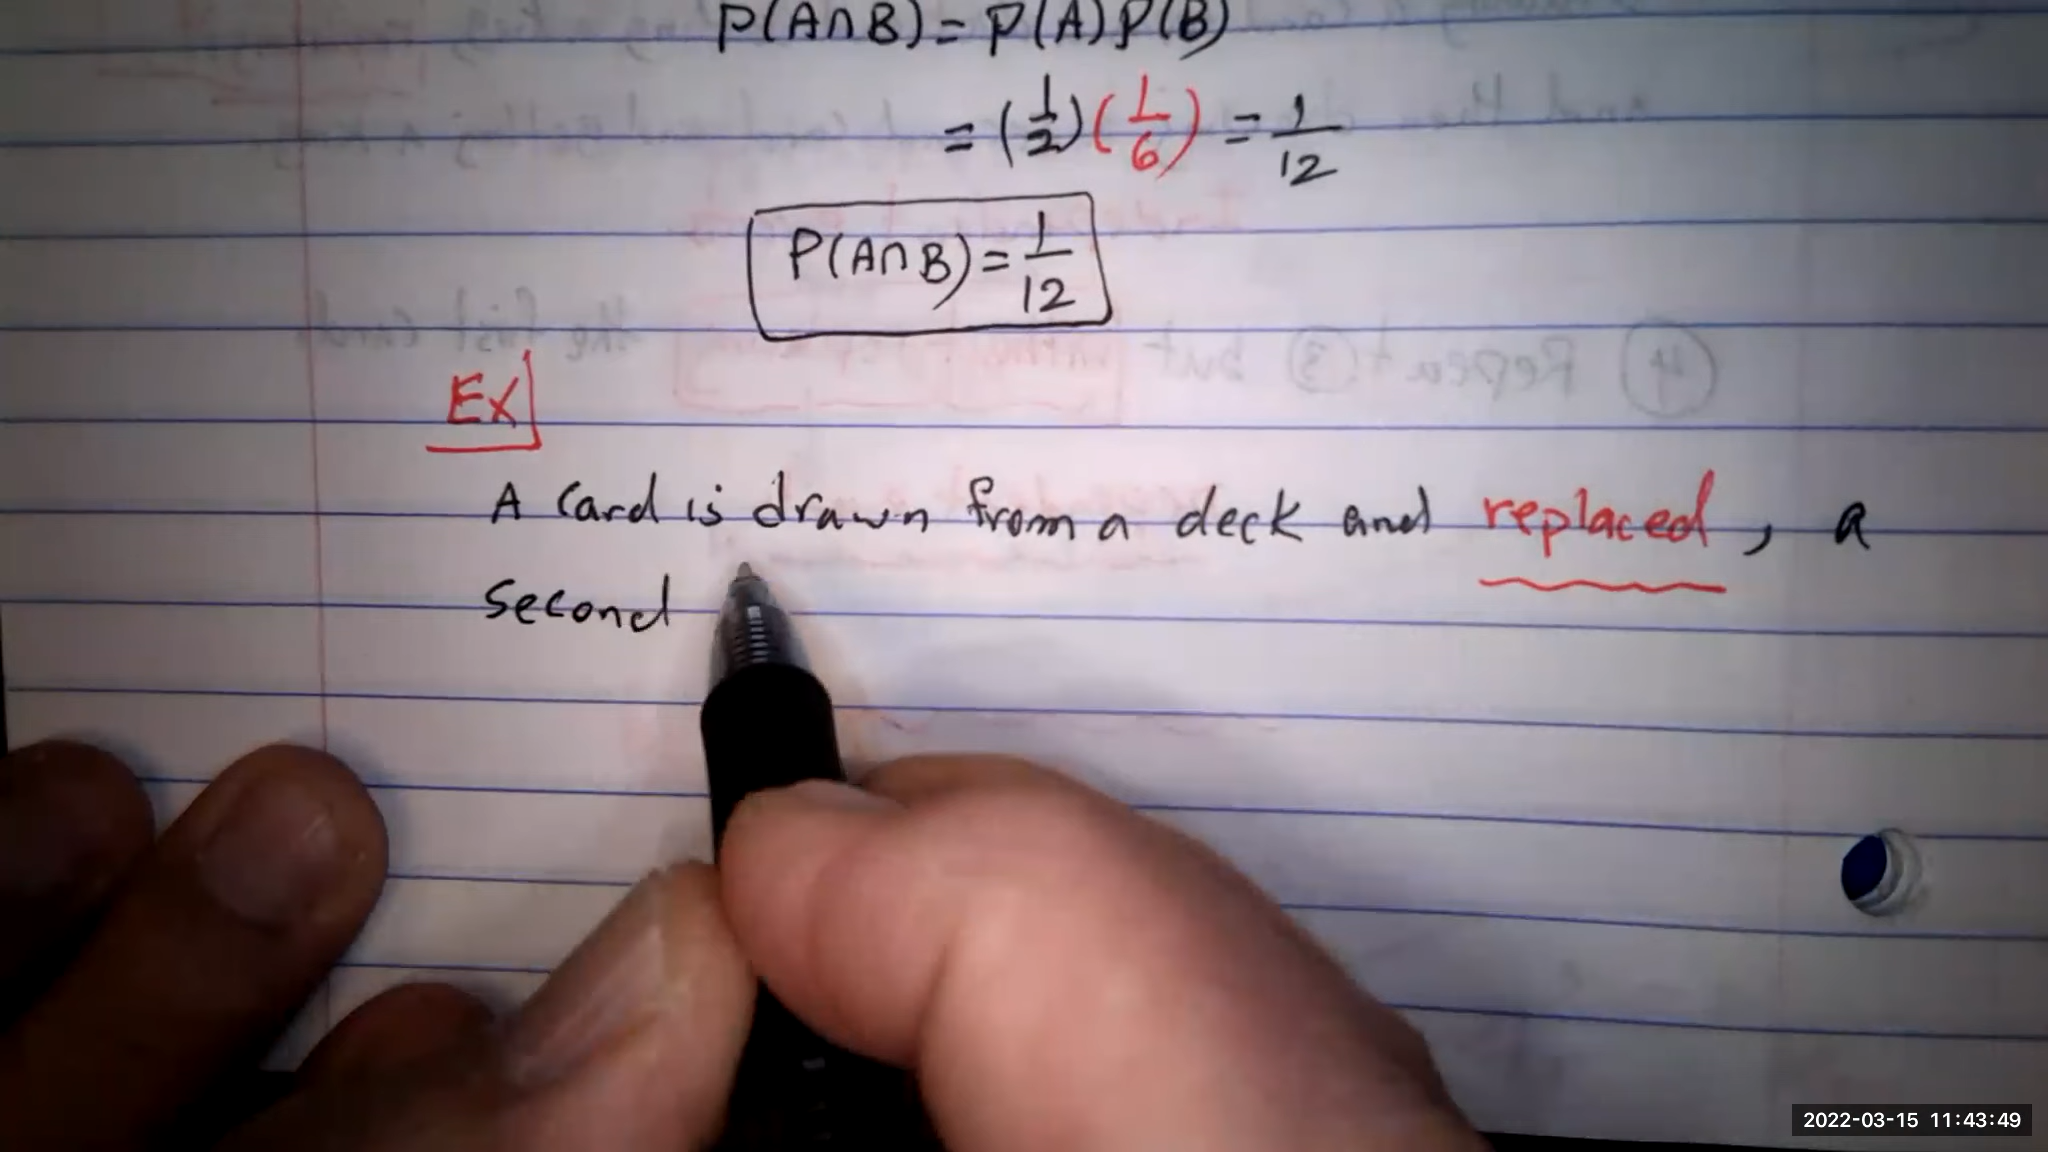 P(A∩B) = P(A)P(B)
= (1/2)(1/6) = 1/12
P(A∩B) = 1/12
Ex
A card is drawn from a deck and replaced, a
second
2022-03-15 11:43:49